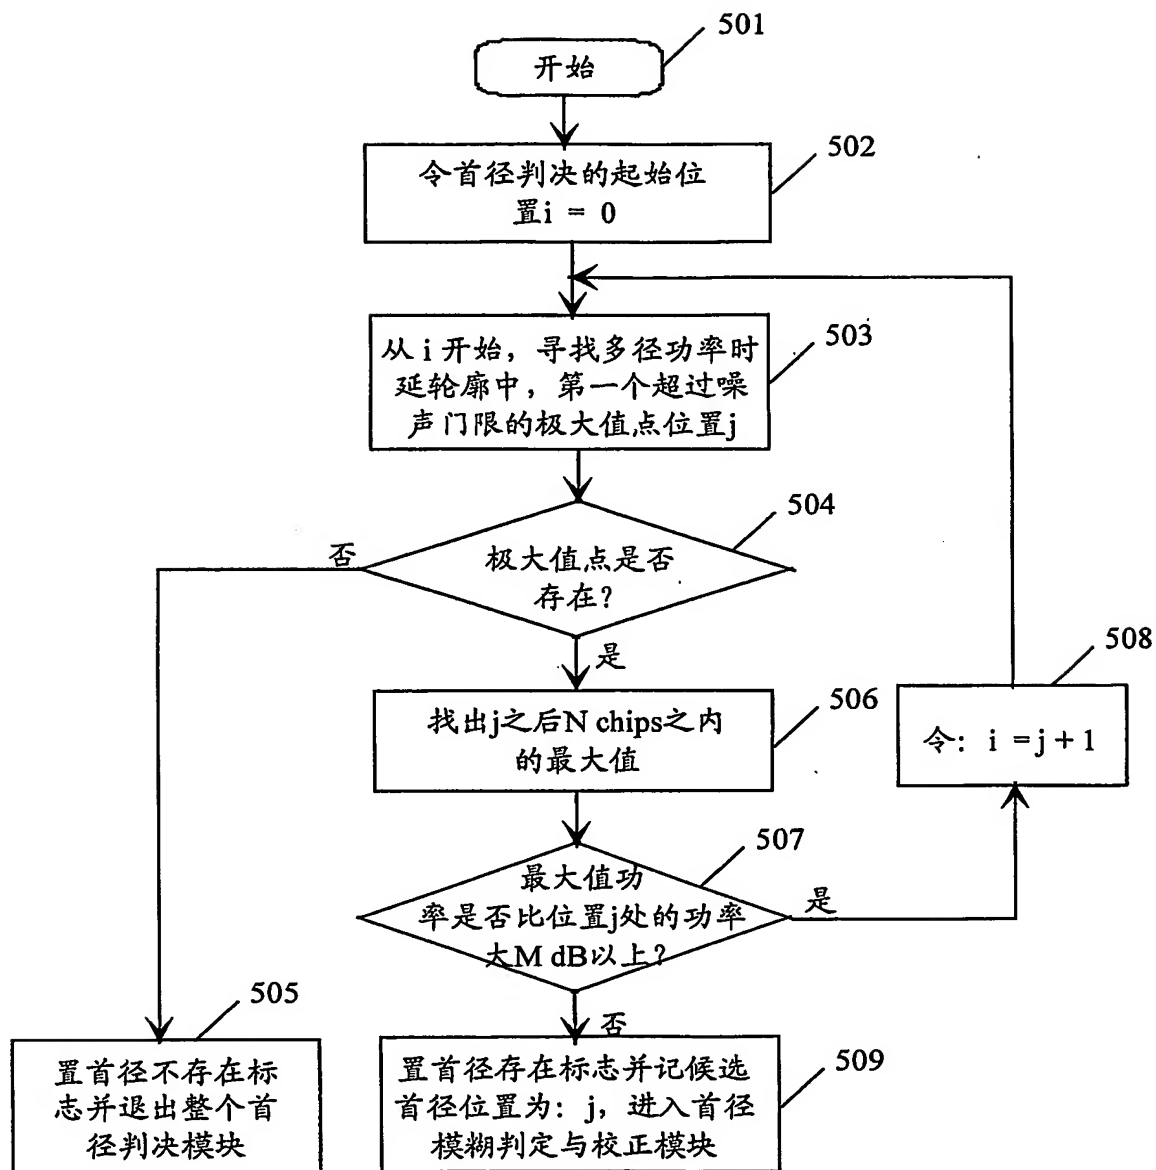 501
开始
502
令首径判决的起始位
置i = 0
503
从 i 开始，寻找多径功率时
延轮廓中，第一个超过噪
声门限的极大值点位置j
504
否
极大值点是否
存在？
是
508
506
找出j之后N chips之内
的最大值
令: i =j + 1
507
最大值功
率是否比位置j处的功率
大M dB以上？
是
505
否
509
置首径不存在标
志并退出整个首
径判决模块
置首径存在标志并记候选
首径位置为: j，进入首径
模糊判定与校正模块